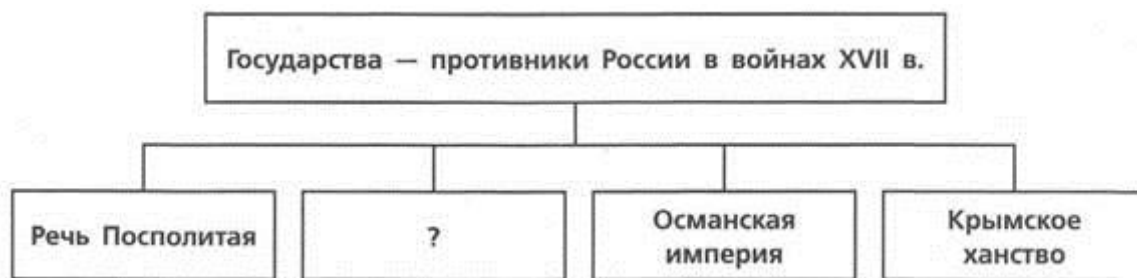 Государства — противники России в войнах XVII в.
Речь Посполитая
?
Османская
империя
Крымское
ханство